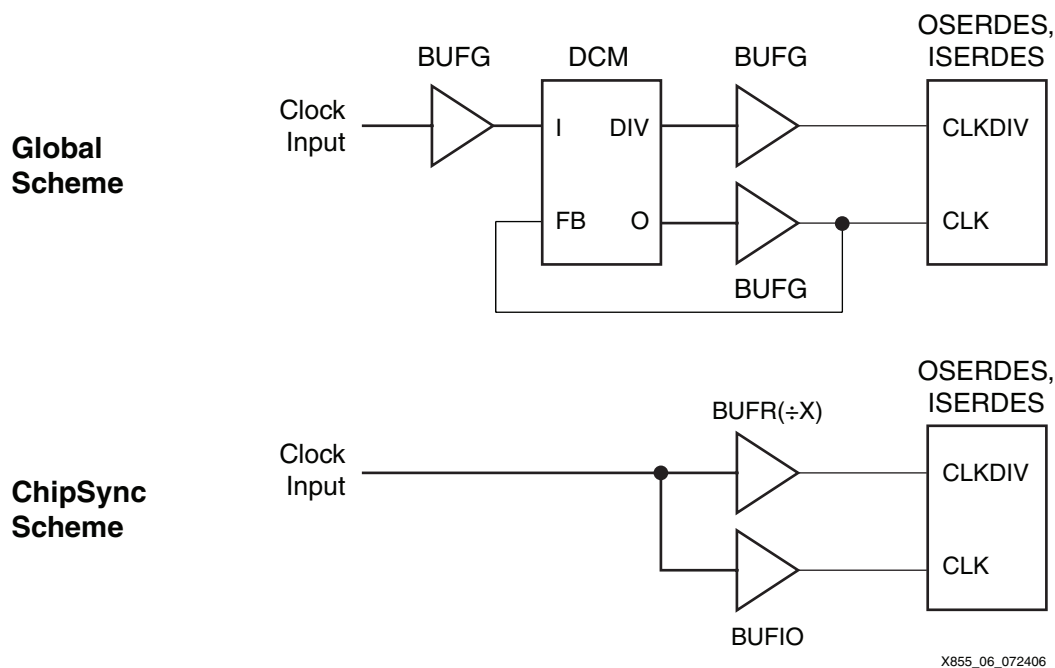 OSERDES,
ISERDES
BUFG DCM BUFG
Clock
Input
I DIV CLKDIV
Global
Scheme
FB O CLK
BUFG
OSERDES,
ISERDES
BUFR(÷X)
Clock
Input
CLKDIV
ChipSync
Scheme
CLK
BUFIO
X855_06_072406